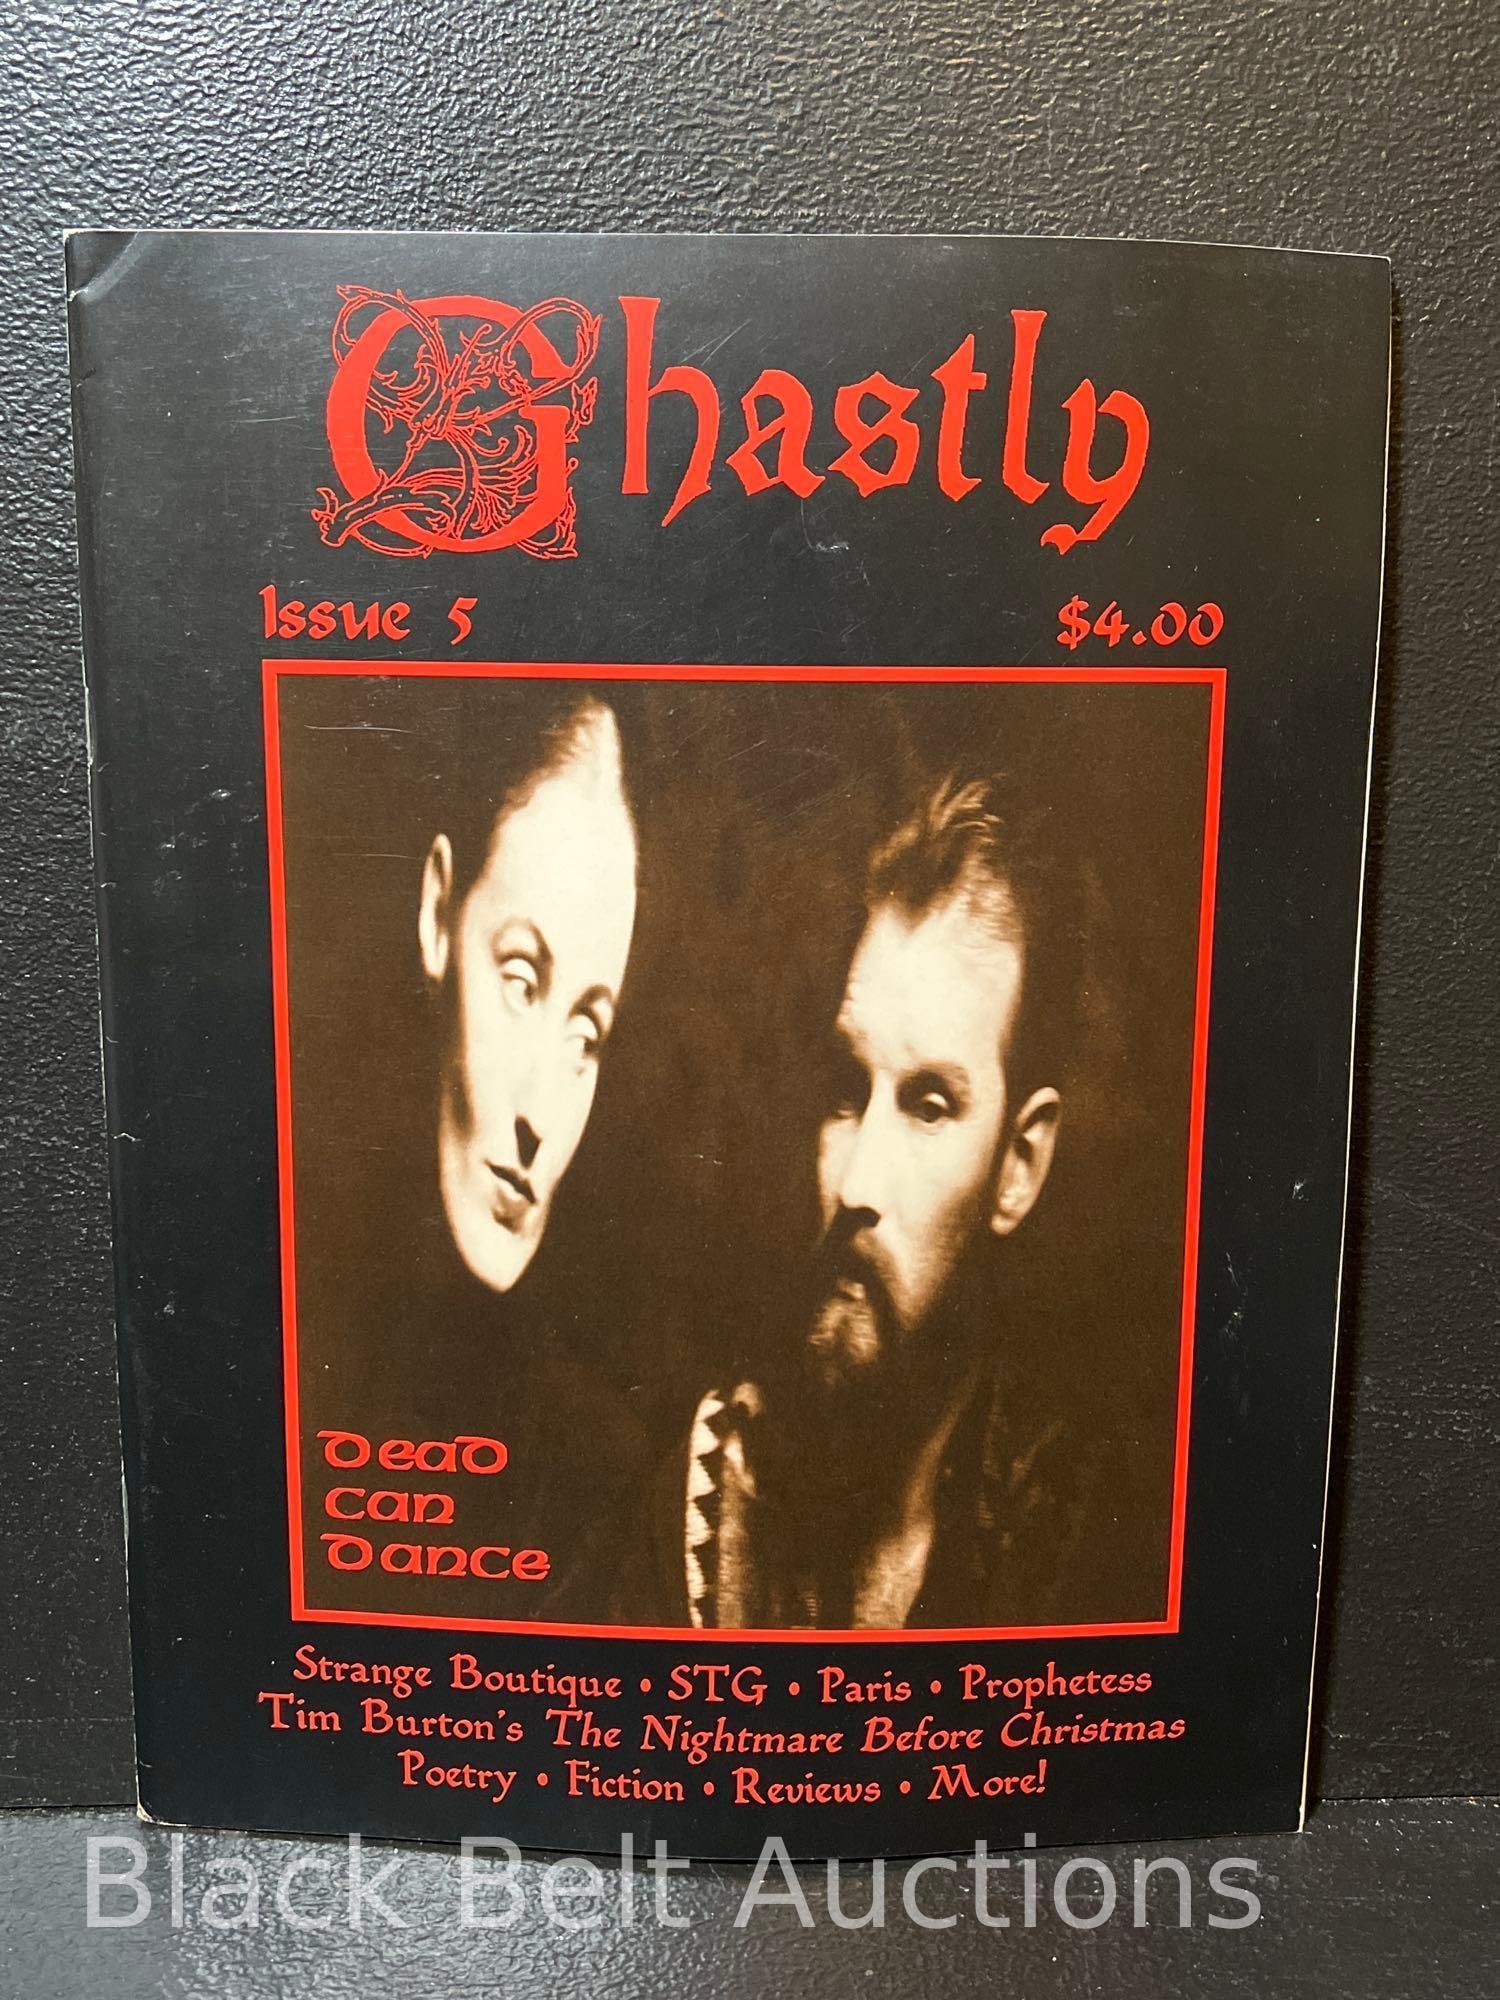 Ghastly
Issue 5 $4.00
Dead
Can
Dance
Strange Boutique • STG • Paris • Prophetess
Tim Burton's The Nightmare Before Christmas
Poetry • Fiction • Reviews • More!
Black Belt Auctions